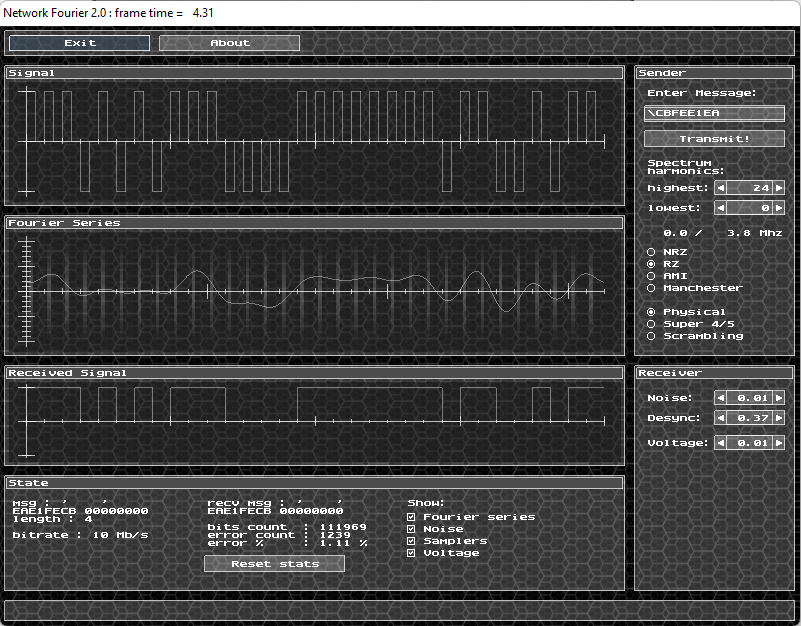 Network Fourier 2.0 : frame time = 4.31
Exit
About
Signal
Fourier Series
Received Signal
State
msg : ' '
EAE1FECB 00000000
length : 4
bitrate : 10 Mb/s
recv msg : ' '
EAE1FECB 00000000
bits count : 111969
error count : 1239
error % : 1.11 %
Reset stats
Show:
Fourier series
Noise
Samplers
Voltage
Sender
Enter Message:
\CBFEE1EA
Transmit!
Spectrum
harmonics:
highest: 24
lowest: 0
0.0 / 3.8 Mhz
NRZ
RZ
AMI
Manchester
Physical
Super 4/5
Scrambling
Receiver
Noise: 0.01
Desync: 0.37
Voltage: 0.01